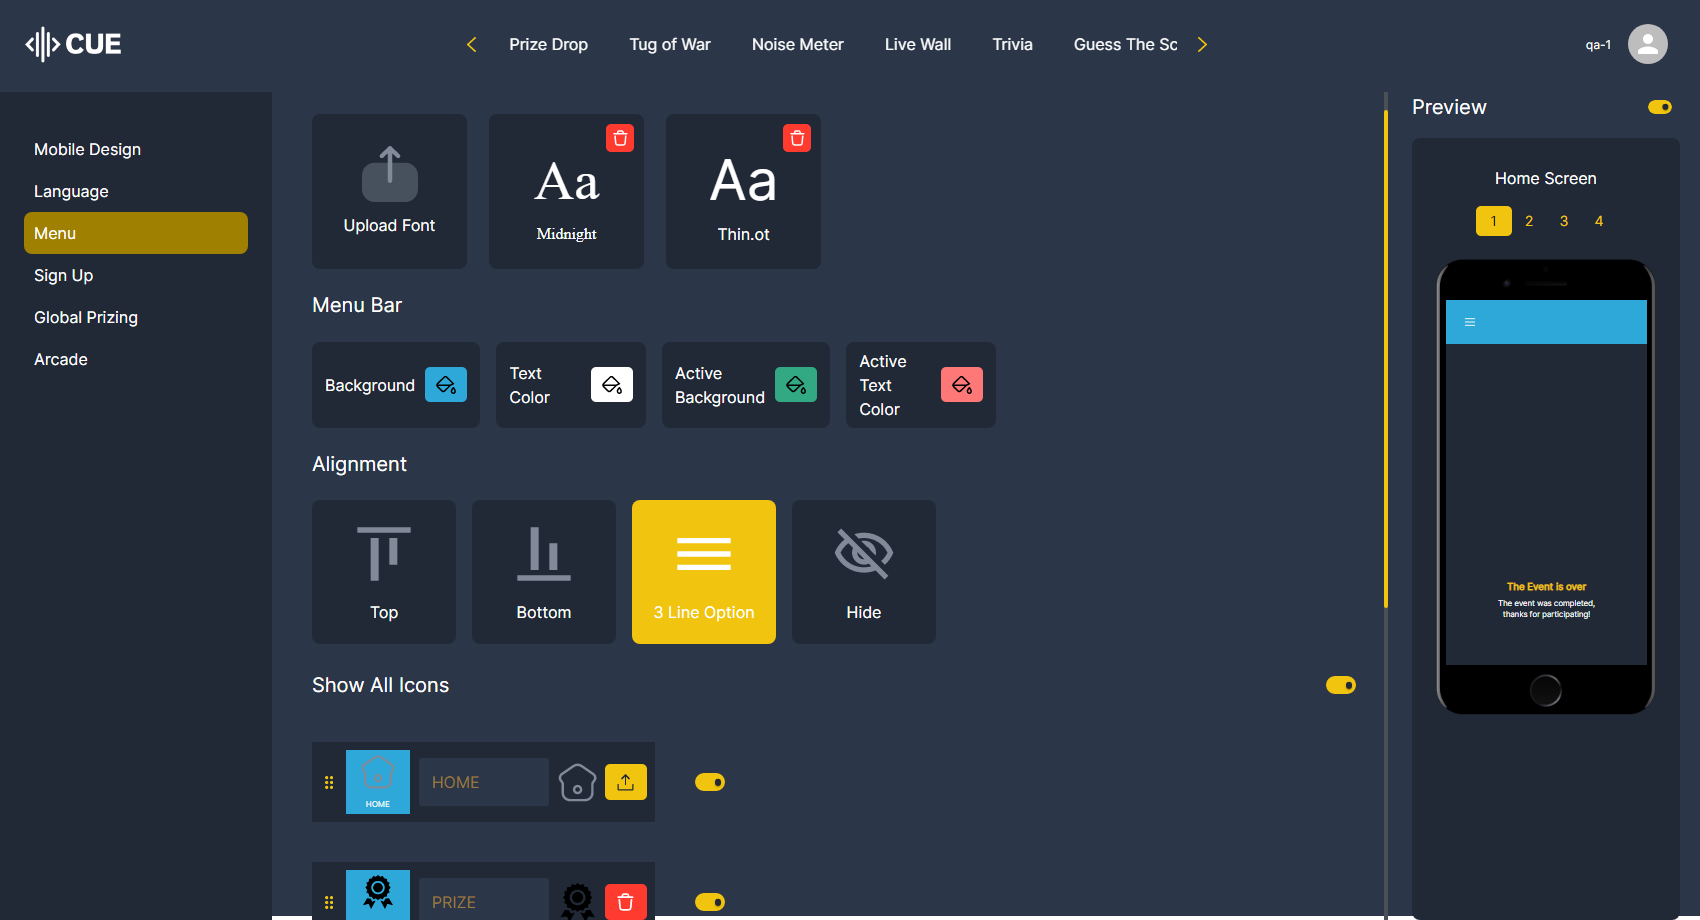 CUE
Prize Drop
Tug of War
Noise Meter
Live Wall
Trivia
Guess The Sc
qa-1
Mobile Design
Language
Menu
Sign Up
Global Prizing
Arcade
Upload Font
Aa
Midnight
Aa
Thin.ot
Menu Bar
Background
Text
Color
Active
Background
Active
Text
Color
Alignment
Top
Bottom
3 Line Option
Hide
Show All Icons
HOME
HOME
PRIZE
Preview
Home Screen
1 2 3 4
The Event is over
The event was completed,
thanks for participating!